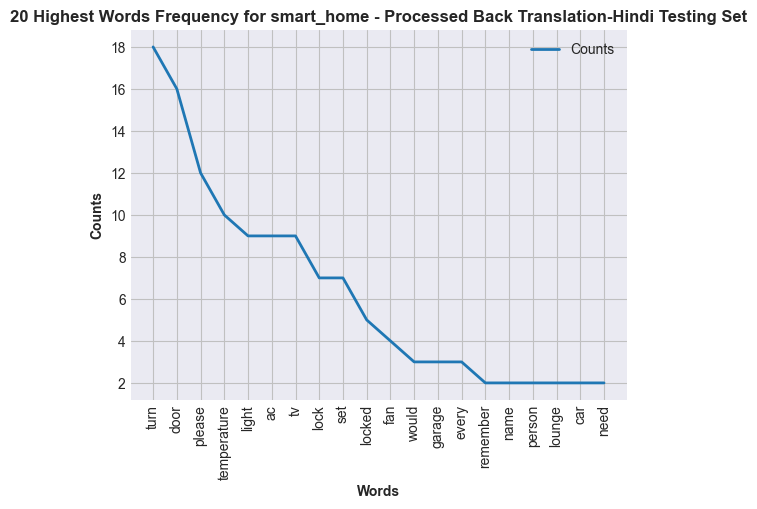 20 Highest Words Frequency for smart_home - Processed Back Translation-Hindi Testing Set
Counts
18
16
14
12
10
8
6
4
2
Counts
turn
door
please
temperature
light
ac
tv
lock
set
locked
fan
would
garage
every
remember
name
person
lounge
car
need
Words